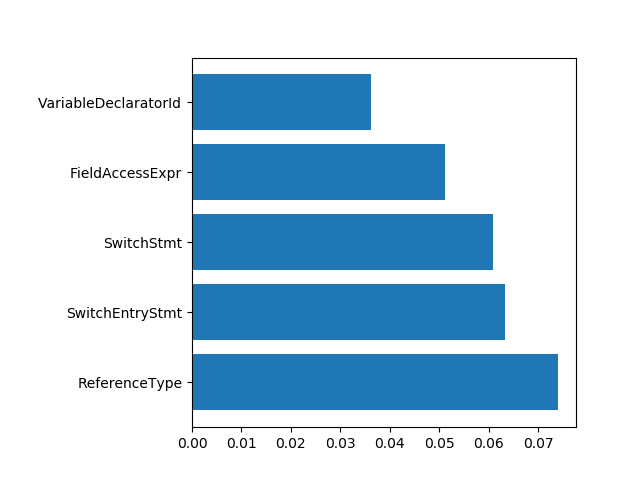 VariableDeclaratorId
FieldAccessExpr
SwitchStmt
SwitchEntryStmt
ReferenceType
0.00 0.01 0.02 0.03 0.04 0.05 0.06 0.07